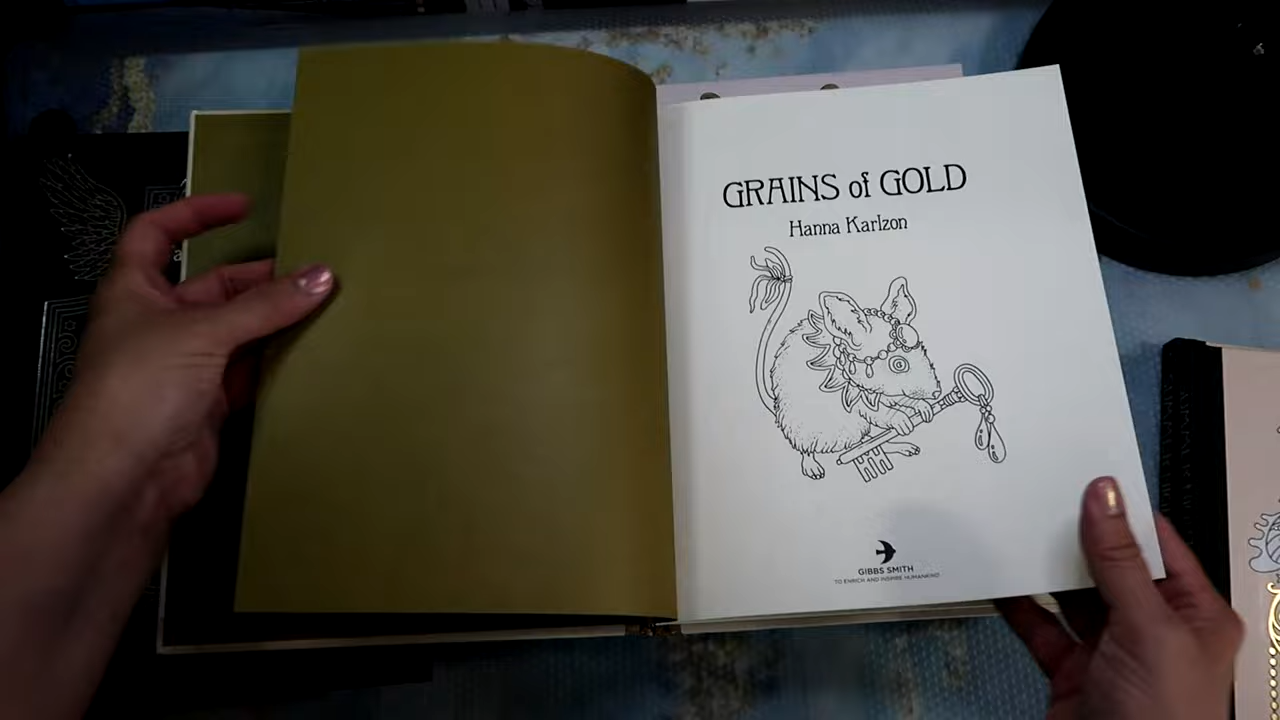 GRAINS of GOLD
Hanna Karlzon
GIBBS SMITH
TO ENRICH AND INSPIRE HUMANKIND